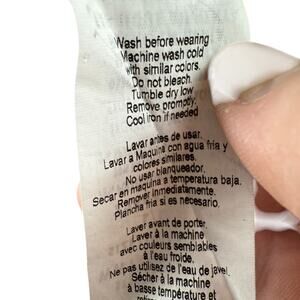 Wash before wearing
Machine wash cold
with similar colors.
Do not bleach.
Tumble dry low
Remove promptly.
Cool iron if needed
Lavar antes de usar.
Lavar a Maquina con agua fria y
colores similares.
No usar blanqueador.
Secar en maquina a temperatura baja.
Remover inmediatamente.
Plancha fria si es necesario.
Laver avant de porter.
Laver à la machine
avec couleurs semblables
à l'eau froide.
Ne pas utilisez de l'eau de javel.
Sécher à la machine
à basse température et